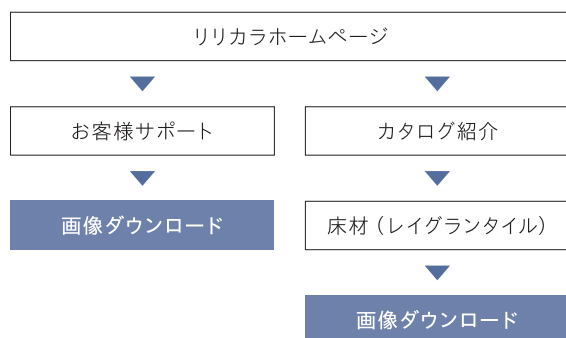 リリカラホームページ
お客様サポート
画像ダウンロード
カタログ紹介
床材（レイグランタイル）
画像ダウンロード